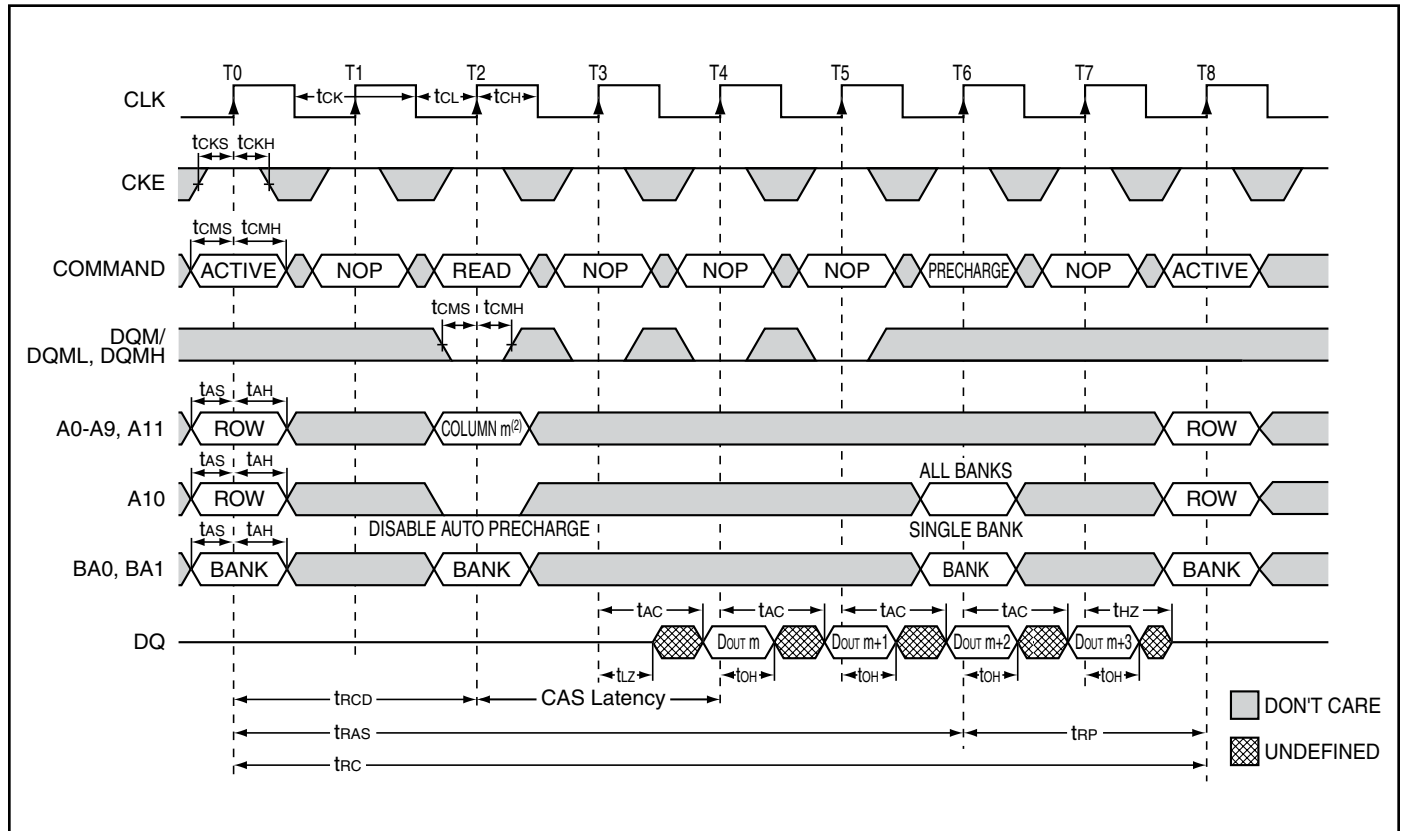 T0 T1 T2 T3 T4 T5 T6 T7 T8
CLK tCK tCL tCH
tCKS tCKH
CKE
tCMS tCMH
COMMAND ACTIVE NOP READ NOP NOP NOP PRECHARGE NOP ACTIVE
tCMS tCMH
DQM/
DQML, DQMH
tAS tAH
A0-A9, A11 ROW COLUMN m(2) ROW
tAS tAH ALL BANKS
A10 ROW ROW
tAS tAH DISABLE AUTO PRECHARGE SINGLE BANK
BA0, BA1 BANK BANK BANK BANK
tAC tAC tAC tAC tHZ
DQ DOUT m DOUT m+1 DOUT m+2 DOUT m+3
tLZ tOH tOH tOH tOH
tRCD CAS Latency
DON'T CARE
tRAS tRP
UNDEFINED
tRC